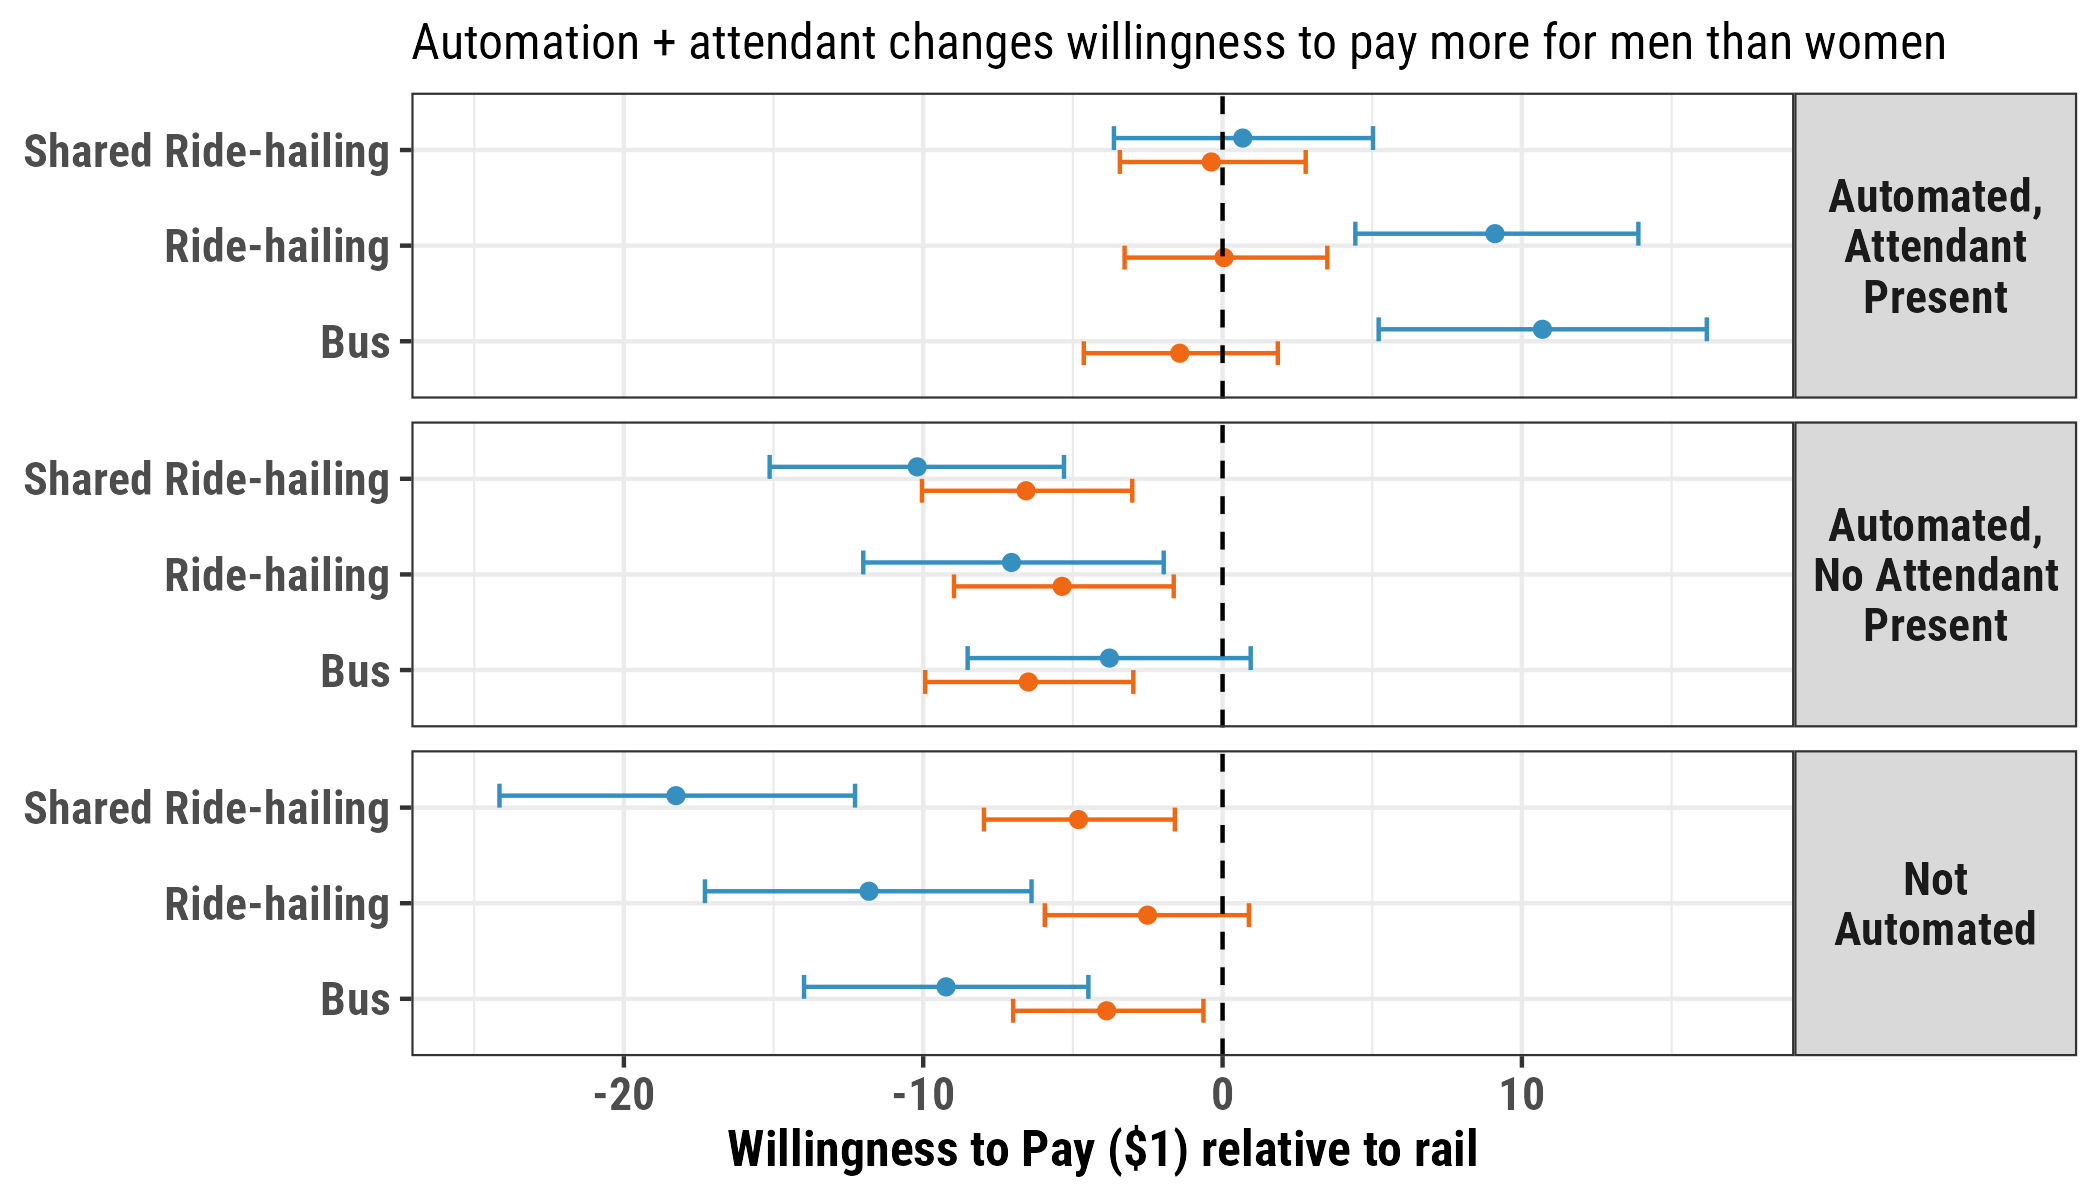 Automation + attendant changes willingness to pay more for men than women
Shared Ride-hailing
Ride-hailing
Bus
Automated,
Attendant
Present
Shared Ride-hailing
Ride-hailing
Bus
Automated,
No Attendant
Present
Shared Ride-hailing
Ride-hailing
Bus
Not
Automated
-20 -10 0 10
Willingness to Pay ($1) relative to rail